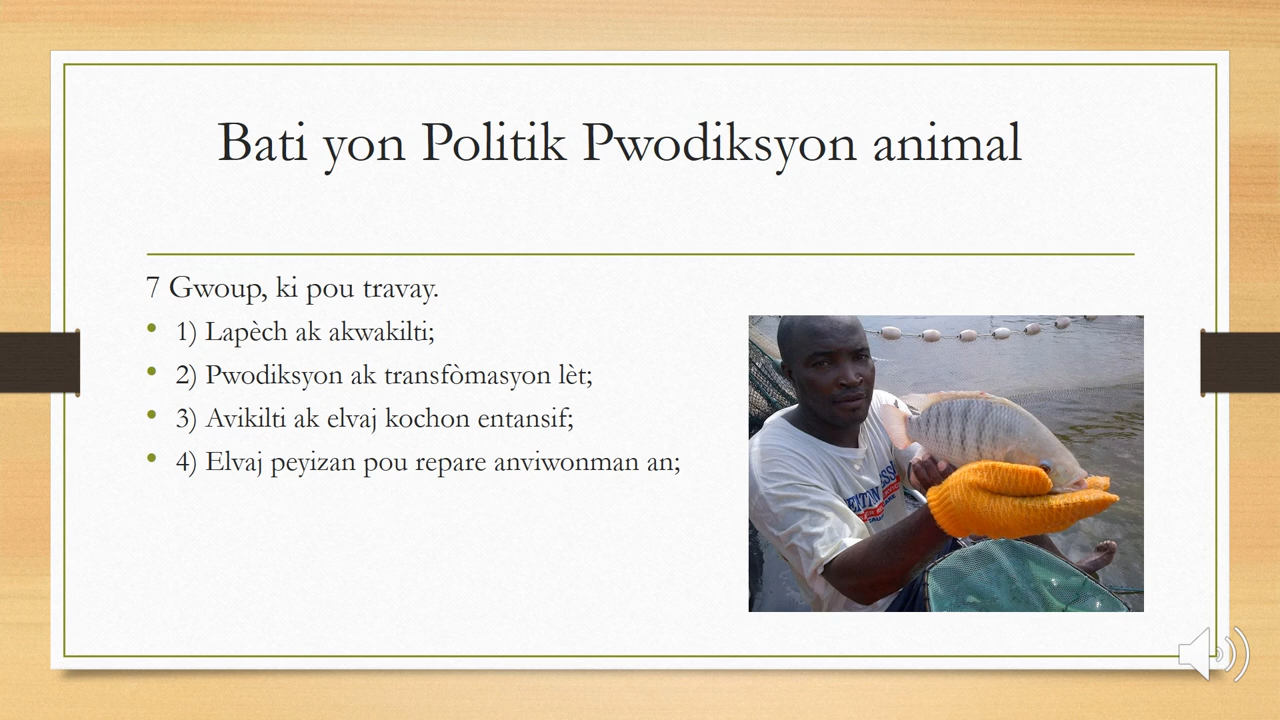 Bati yon Politik Pwodiksyon animal
7 Gwoup, ki pou travay.
• 1) Lapèch ak akwakilti;
• 2) Pwodiksyon ak transfòmasyon lèt;
• 3) Avikilti ak elvaj kochon entansif;
• 4) Elvaj peyizan pou repare anviwonman an;